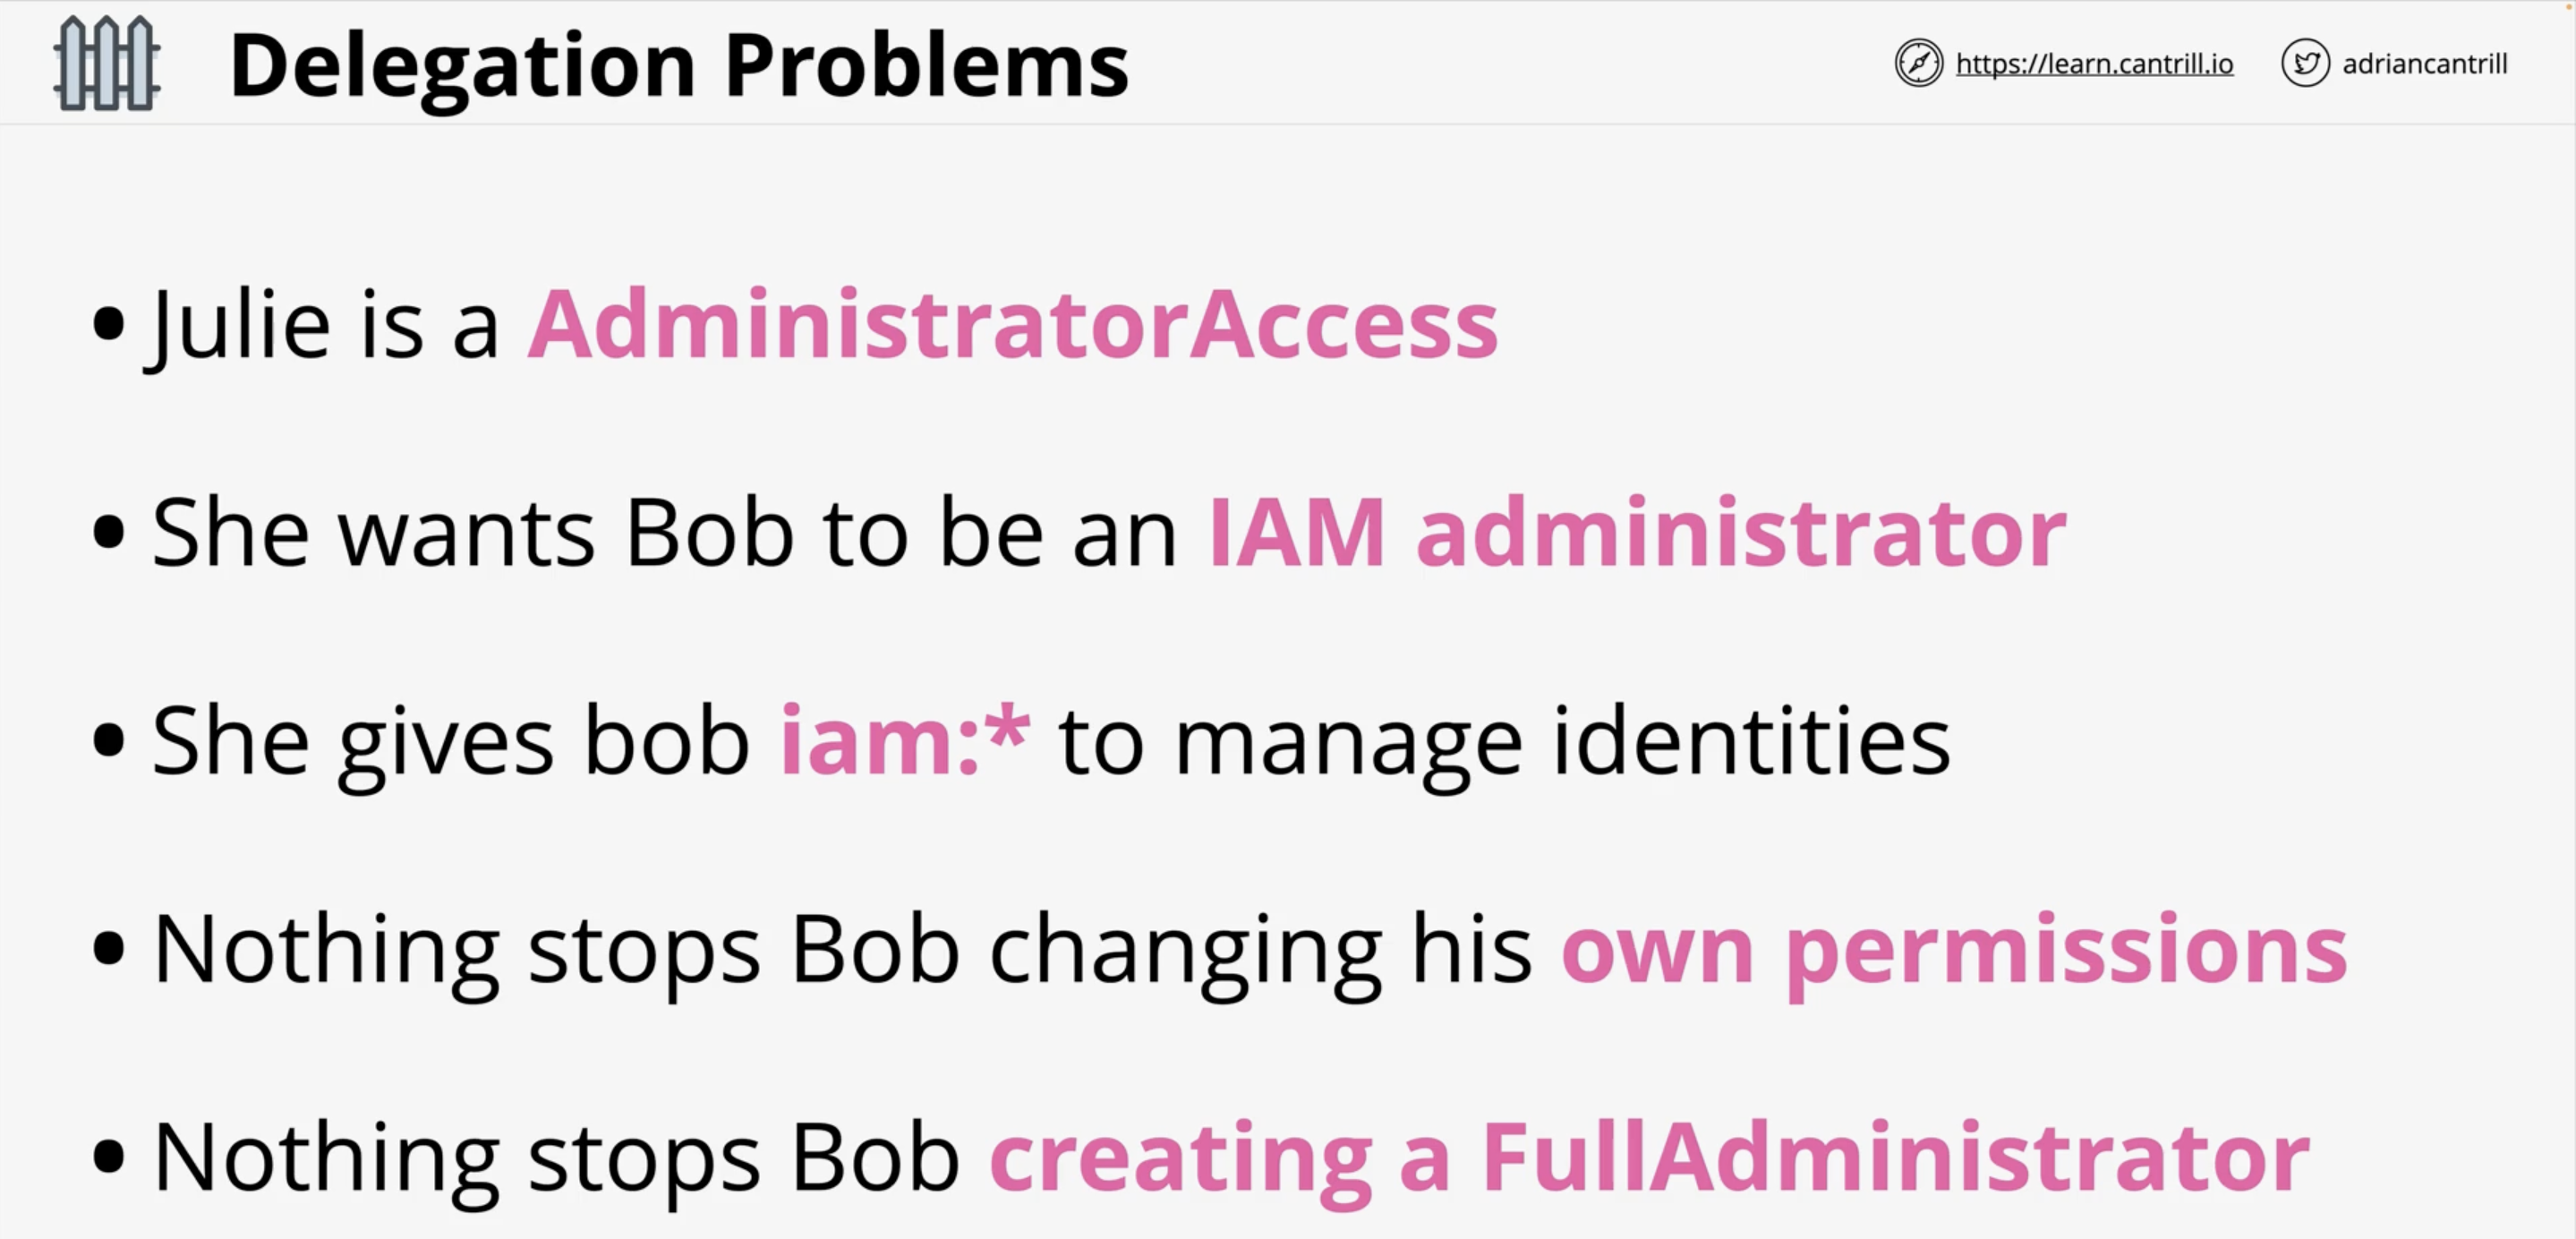 Delegation Problems
https://learn.cantrill.io
adriancantrill
• Julie is a AdministratorAccess
• She wants Bob to be an IAM administrator
• She gives bob iam:* to manage identities
• Nothing stops Bob changing his own permissions
• Nothing stops Bob creating a FullAdministrator